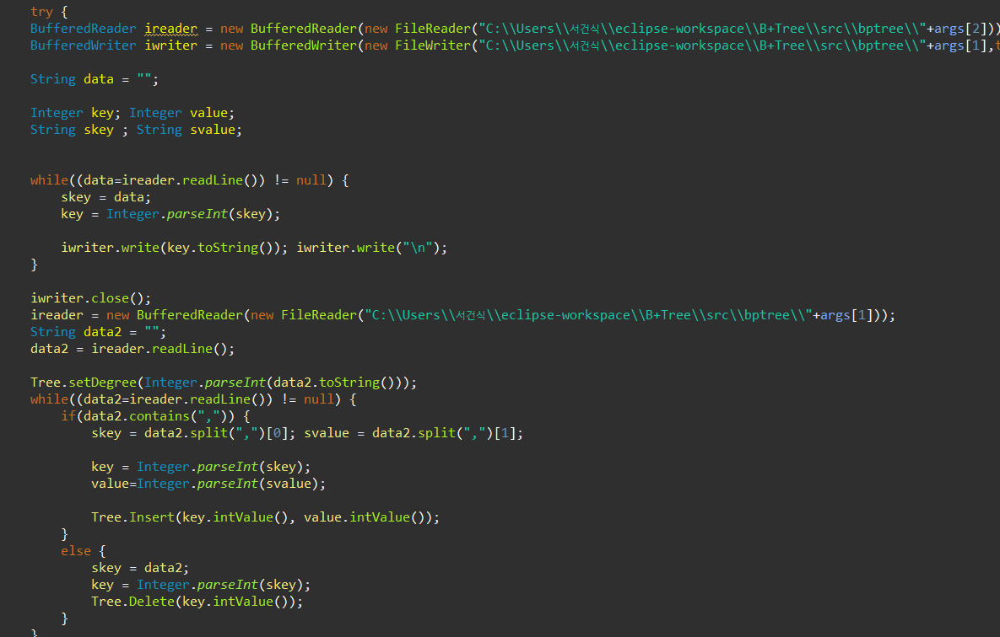 try {
BufferedReader ireader = new BufferedReader(new FileReader("C:\\Users\\서건식\\eclipse-workspace\\B+Tree\\src\\bptree\\"+args[2]))
BufferedWriter iwriter = new BufferedWriter(new FileWriter("C:\\Users\\서건식\\eclipse-workspace\\B+Tree\\src\\bptree\\"+args[1],t
String data = "";
Integer key; Integer value;
String skey ; String svalue;
while((data=ireader.readLine()) != null) {
skey = data;
key = Integer.parseInt(skey);
iwriter.write(key.toString()); iwriter.write("\n");
}
iwriter.close();
ireader = new BufferedReader(new FileReader("C:\\Users\\서건식\\eclipse-workspace\\B+Tree\\src\\bptree\\"+args[1]));
String data2 = "";
data2 = ireader.readLine();
Tree.setDegree(Integer.parseInt(data2.toString()));
while((data2=ireader.readLine()) != null) {
if(data2.contains(",")) {
skey = data2.split(",")[0]; svalue = data2.split(",")[1];
key = Integer.parseInt(skey);
value=Integer.parseInt(svalue);
Tree.Insert(key.intValue(), value.intValue());
}
else {
skey = data2;
key = Integer.parseInt(skey);
Tree.Delete(key.intValue());
}
}